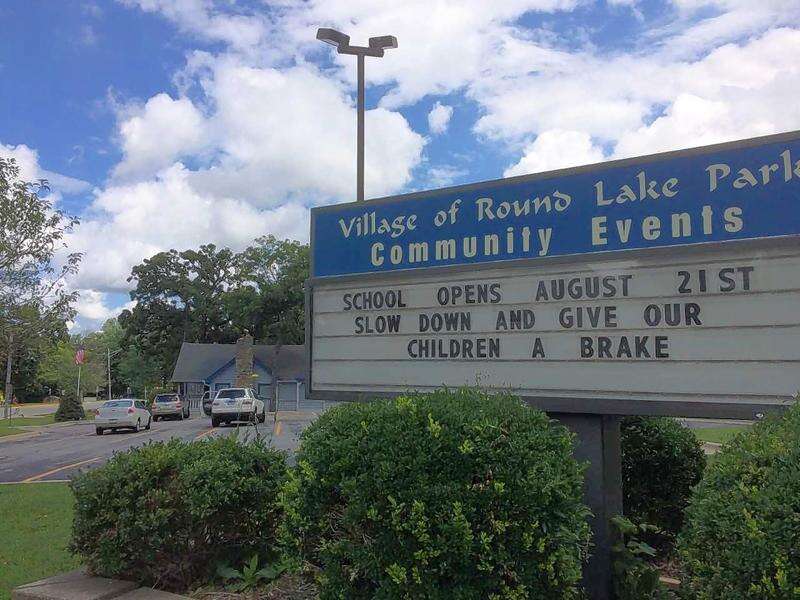 Village of Round Lake Park
Community Events
SCHOOL OPENS AUGUST 21ST
SLOW DOWN AND GIVE OUR
CHILDREN A BRAKE